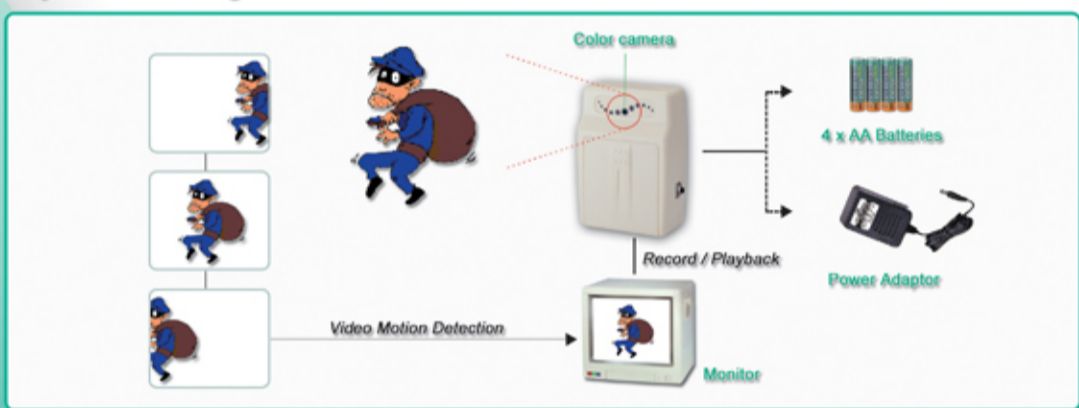 Color camera
4 x AA Batteries
Record / Playback
Power Adaptor
Video Motion Detection
Monitor